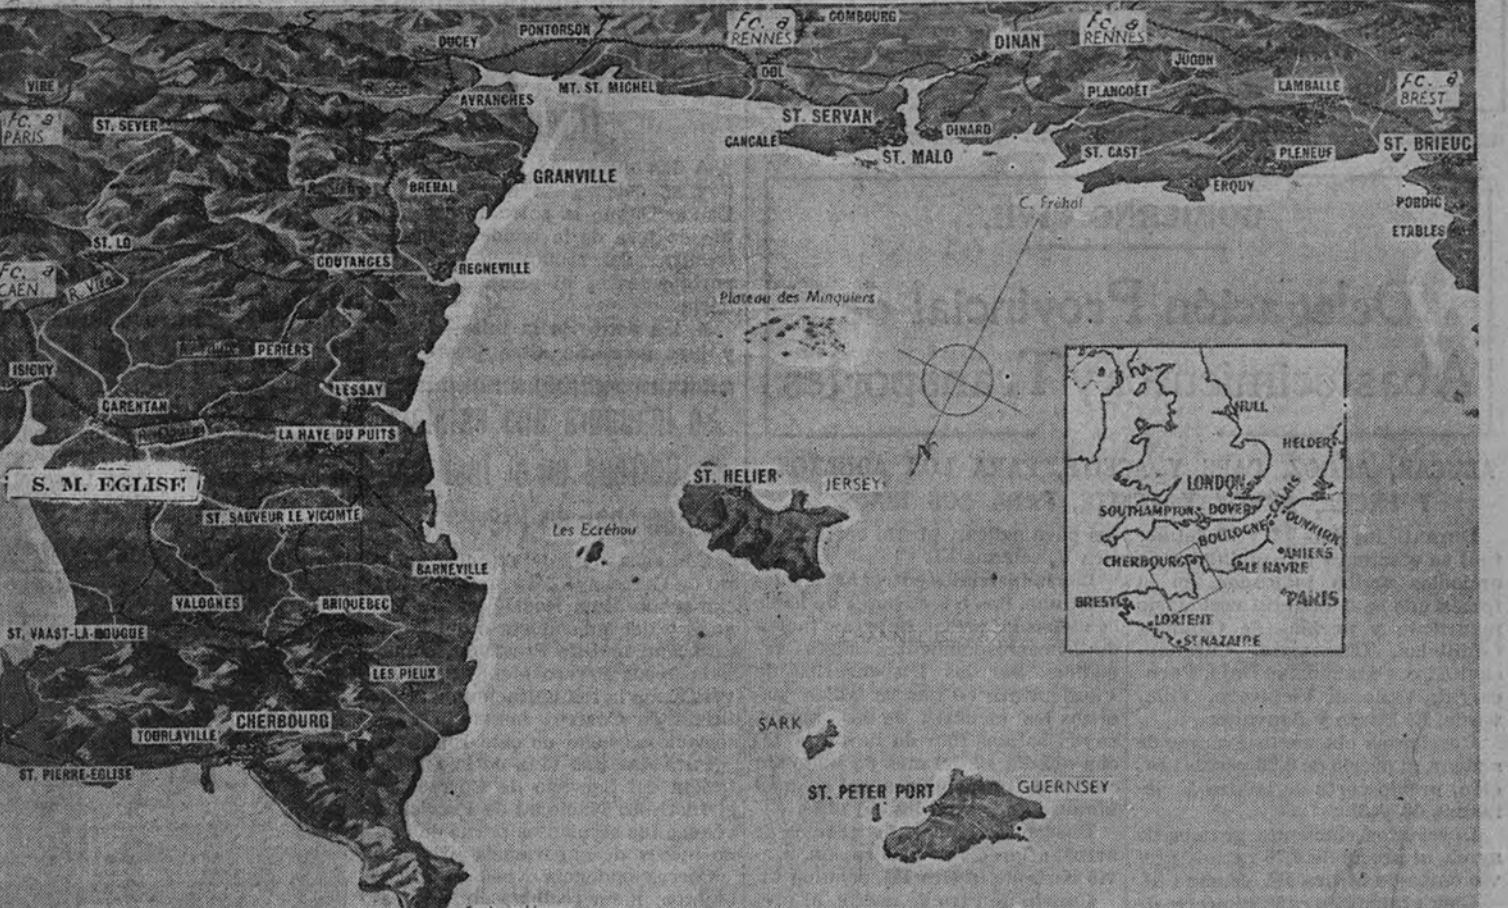 PONTORSON
COMBOURG
Fc. a
RENNES
DUCEY
DINAN
Fc. a
RENNES
JUGON
DOL
VIRE
R. Sée
MT. ST. MICHEL
AVRANCHES
PLANCOËT
LAMBALLE
Fc. a
BREST
Fc. a
PARIS
ST. SEVER
ST. SERVAN
CANCALE
DINARD
ST. MALO
ST. CAST
PLENEUF
ST. BRIEUC
GRANVILLE
BREHAL
ERQUY
C. Fréhal
PORDIC
ETABLES
ST. LO
COUTANGES
REGNEVILLE
Fc. a
CAEN
R. Vire
Plateau des Minquiers
PERIERS
ISIGNY
LESSAY
CARENTAN
LA HAYE DU PUITS
N
S. M. EGLISE
ST. HELIER
JERSEY
ST. SAUVEUR LE VICOMTE
Les Ecréhou
BARNEVILLE
VALOGNES
BRIQUEBEC
ST. VAAST-LA-HOUGUE
LES PIEUX
CHERBOURG
TOURLAVILLE
ST. PIERRE-EGLISE
SARK
ST. PETER PORT
GUERNSEY
HULL
HELDER
LONDON
CALAIS
SOUTHAMPTON
DOVER
DUNKIRK
BOULOGNE
AMIENS
CHERBOURG
LE HAVRE
BREST
PARIS
LORIENT
ST NAZAIRE